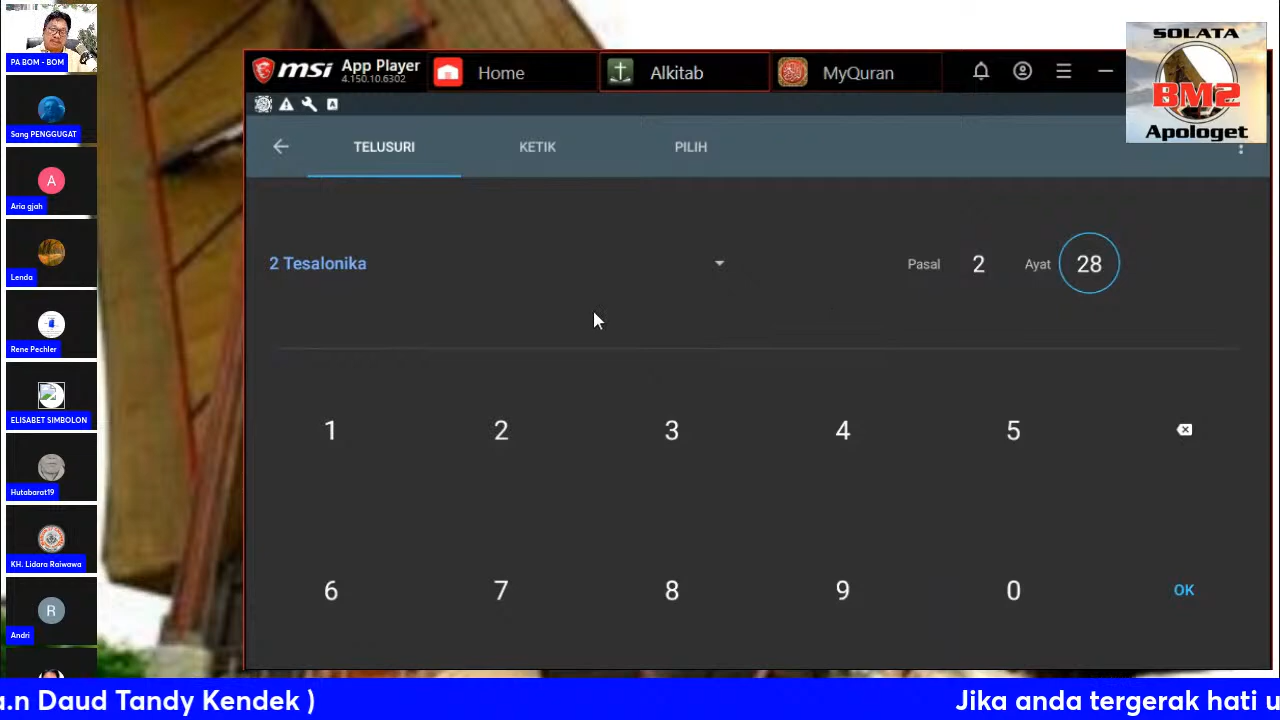 PA BOM - BOM
Sang PENGGUGAT
A
Aria gjah
Lenda
Rene Pechler
ELISABET SIMBOLON
Hutabarat19
KH. Lidara Raiwawa
R
Andri
msi App Player
4.150.10.6302
Home
Alkitab
MyQuran
SOLATA
BM2
Apologet
A
TELUSURI
KETIK
PILIH
2 Tesalonika
Pasal 2 Ayat 28
1 2 3 4 5
6 7 8 9 0 OK
a.n Daud Tandy Kendek )
Jika anda tergerak hati u